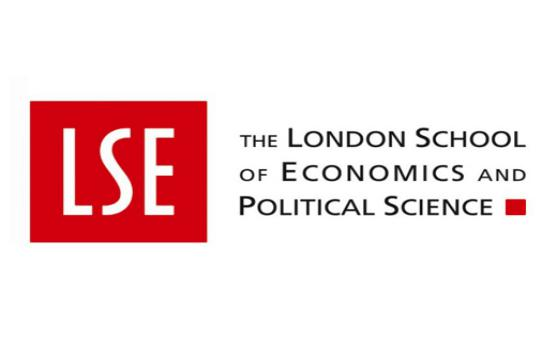 LSE
THE LONDON SCHOOL
OF ECONOMICS AND
POLITICAL SCIENCE